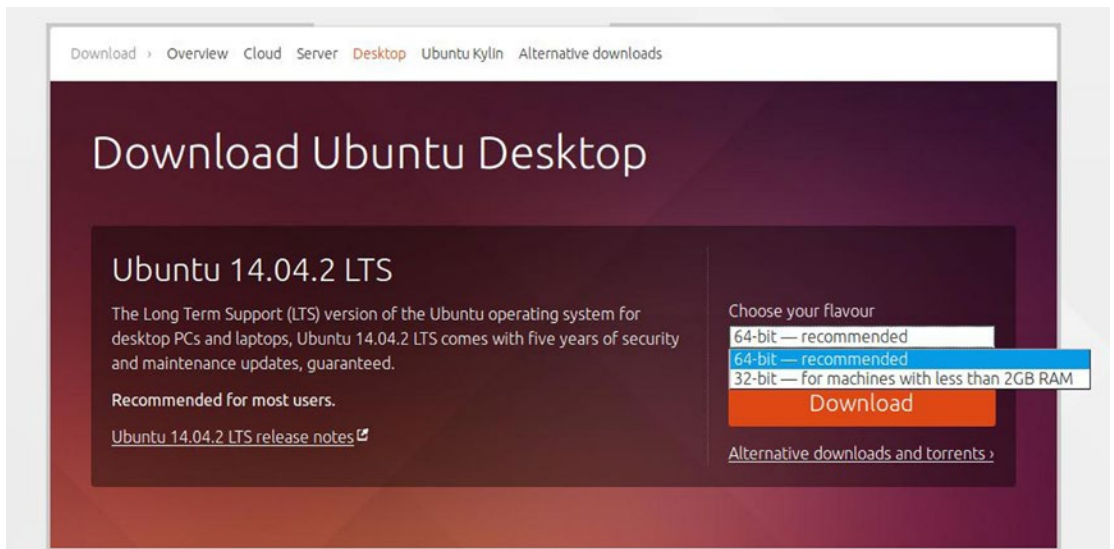 Download › Overview Cloud Server Desktop Ubuntu Kylin Alternative downloads
Download Ubuntu Desktop
Ubuntu 14.04.2 LTS
The Long Term Support (LTS) version of the Ubuntu operating system for
desktop PCs and laptops, Ubuntu 14.04.2 LTS comes with five years of security
and maintenance updates, guaranteed.
Recommended for most users.
Ubuntu 14.04.2 LTS release notes
Choose your flavour
64-bit — recommended
64-bit — recommended
32-bit — for machines with less than 2GB RAM
Download
Alternative downloads and torrents ›